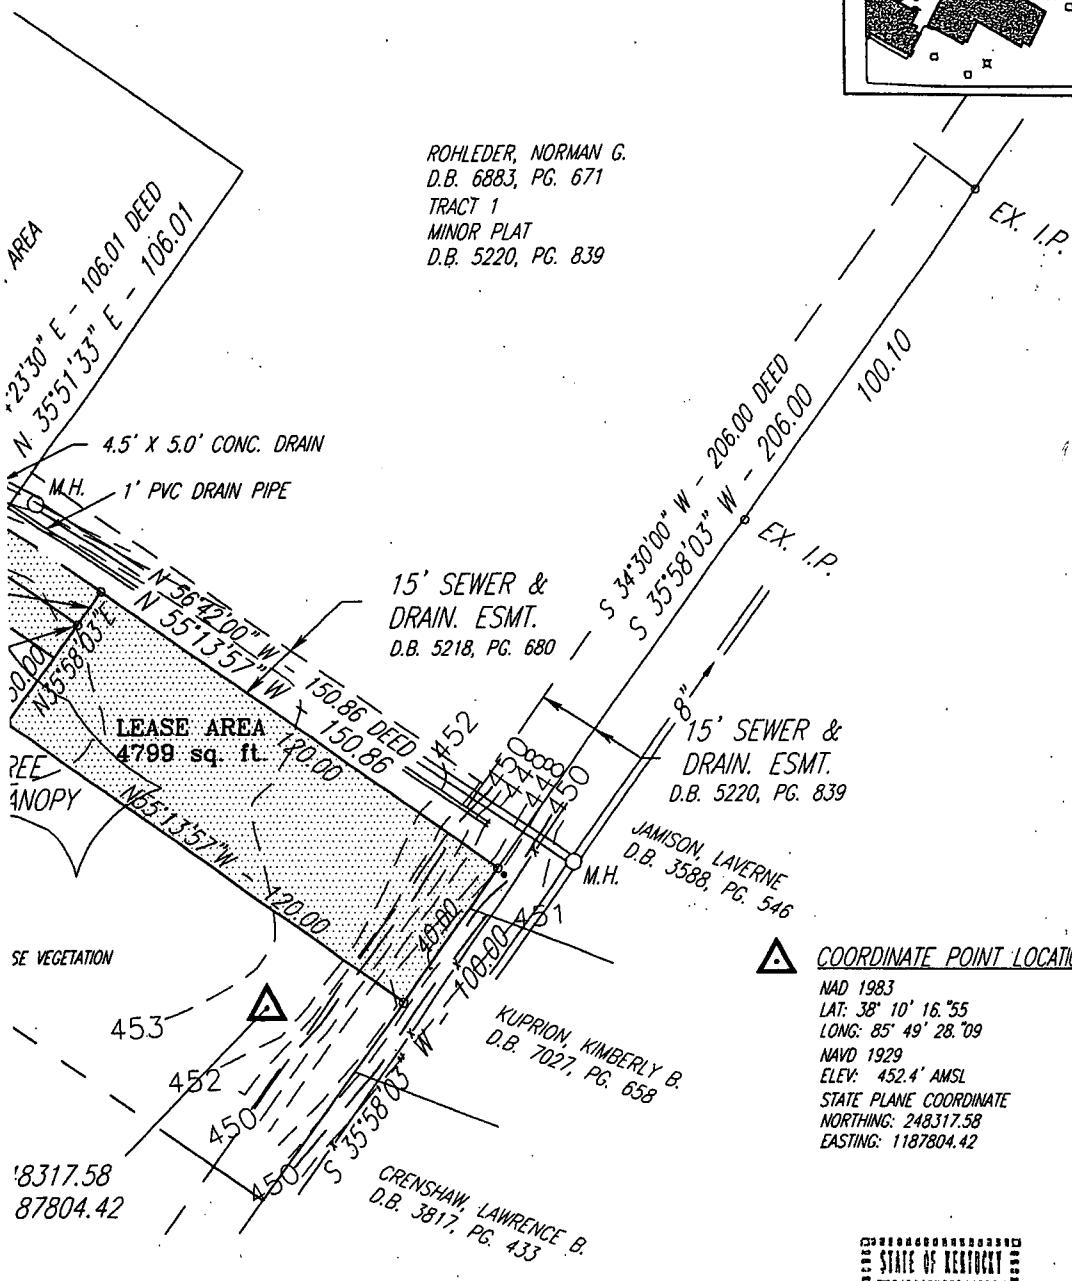 ROHLEDER, NORMAN G.
D.B. 6883, PG. 671
TRACT 1
MINOR PLAT
D.B. 5220, PG. 839
AREA
23'30" E - 106.01 DEED
N 35°51'33" E - 106.01
EX. I.P.
100.10
S 34°30'00" W - 206.00 DEED
S 35°58'03" W - 206.00
EX. I.P.
4.5' X 5.0' CONC. DRAIN
M.H.
1' PVC DRAIN PIPE
15' SEWER &
DRAIN. ESMT.
D.B. 5218, PG. 680
N 56°42'00" W - 150.86 DEED
N 55°13'57" W - 150.86
N35°58'03"E
LEASE AREA
4799 sq. ft.
120.00
452
450
448
448
450
8"
15' SEWER &
DRAIN. ESMT.
D.B. 5220, PG. 839
ANOPY
N55°13'57"W - 120.00
JAMISON, LAVERNE
D.B. 3588, PG. 546
M.H.
40.00
451
100.00
SE VEGETATION
453
452
450
450
S 35°58'03" W
KUPRION, KIMBERLY B.
D.B. 7027, PG. 658
CRENSHAW, LAWRENCE B.
D.B. 3817, PG. 433
8317.58
87804.42
COORDINATE POINT LOCATI
NAD 1983
LAT: 38° 10' 16."55
LONG: 85° 49' 28."09
NAVD 1929
ELEV: 452.4' AMSL
STATE PLANE COORDINATE
NORTHING: 248317.58
EASTING: 1187804.42
STATE OF KENTUCKY